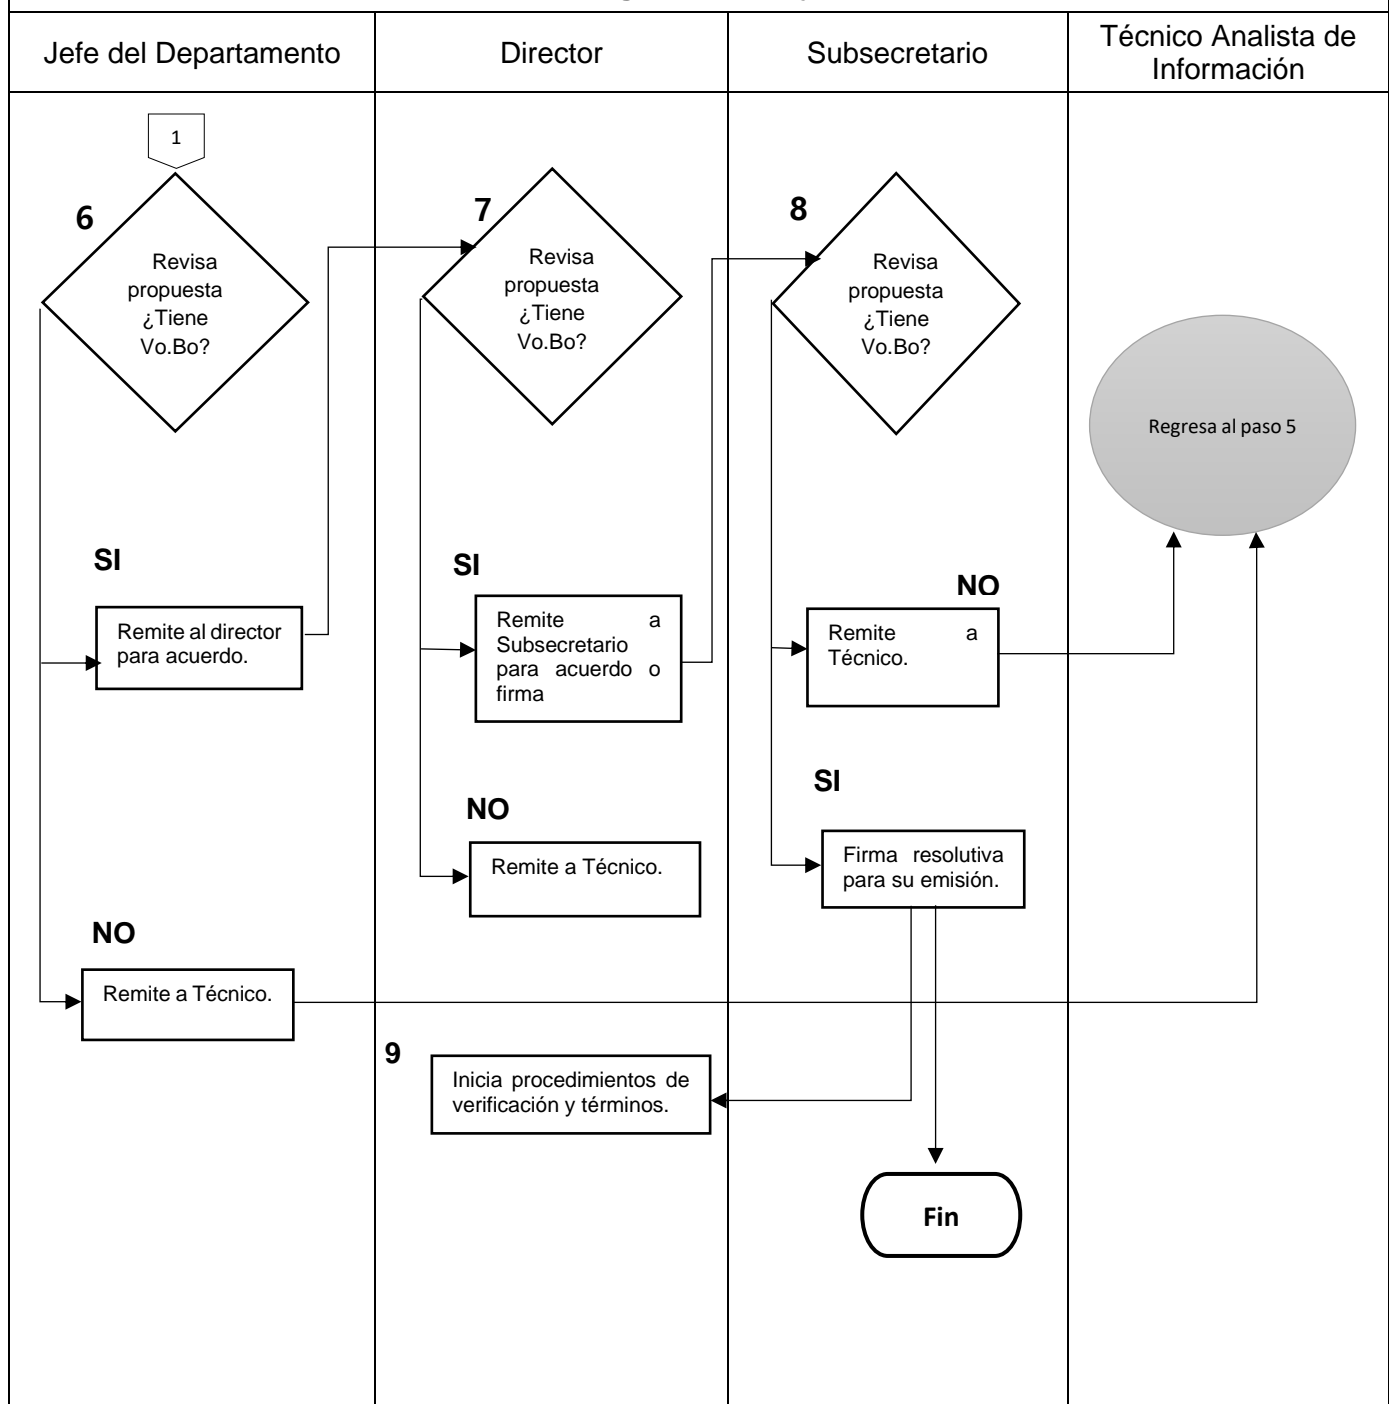 Jefe del Departamento
Director
Subsecretario
Técnico Analista de
Información
1
6
Revisa
propuesta
¿Tiene
Vo.Bo?
7
Revisa
propuesta
¿Tiene
Vo.Bo?
8
Revisa
propuesta
¿Tiene
Vo.Bo?
Regresa al paso 5
SI
Remite al director
para acuerdo.
SI
Remite a
Subsecretario
para acuerdo o
firma
NO
Remite a
Técnico.
NO
Remite a Técnico.
SI
Firma resolutiva
para su emisión.
NO
Remite a Técnico.
9
Inicia procedimientos de
verificación y términos.
Fin